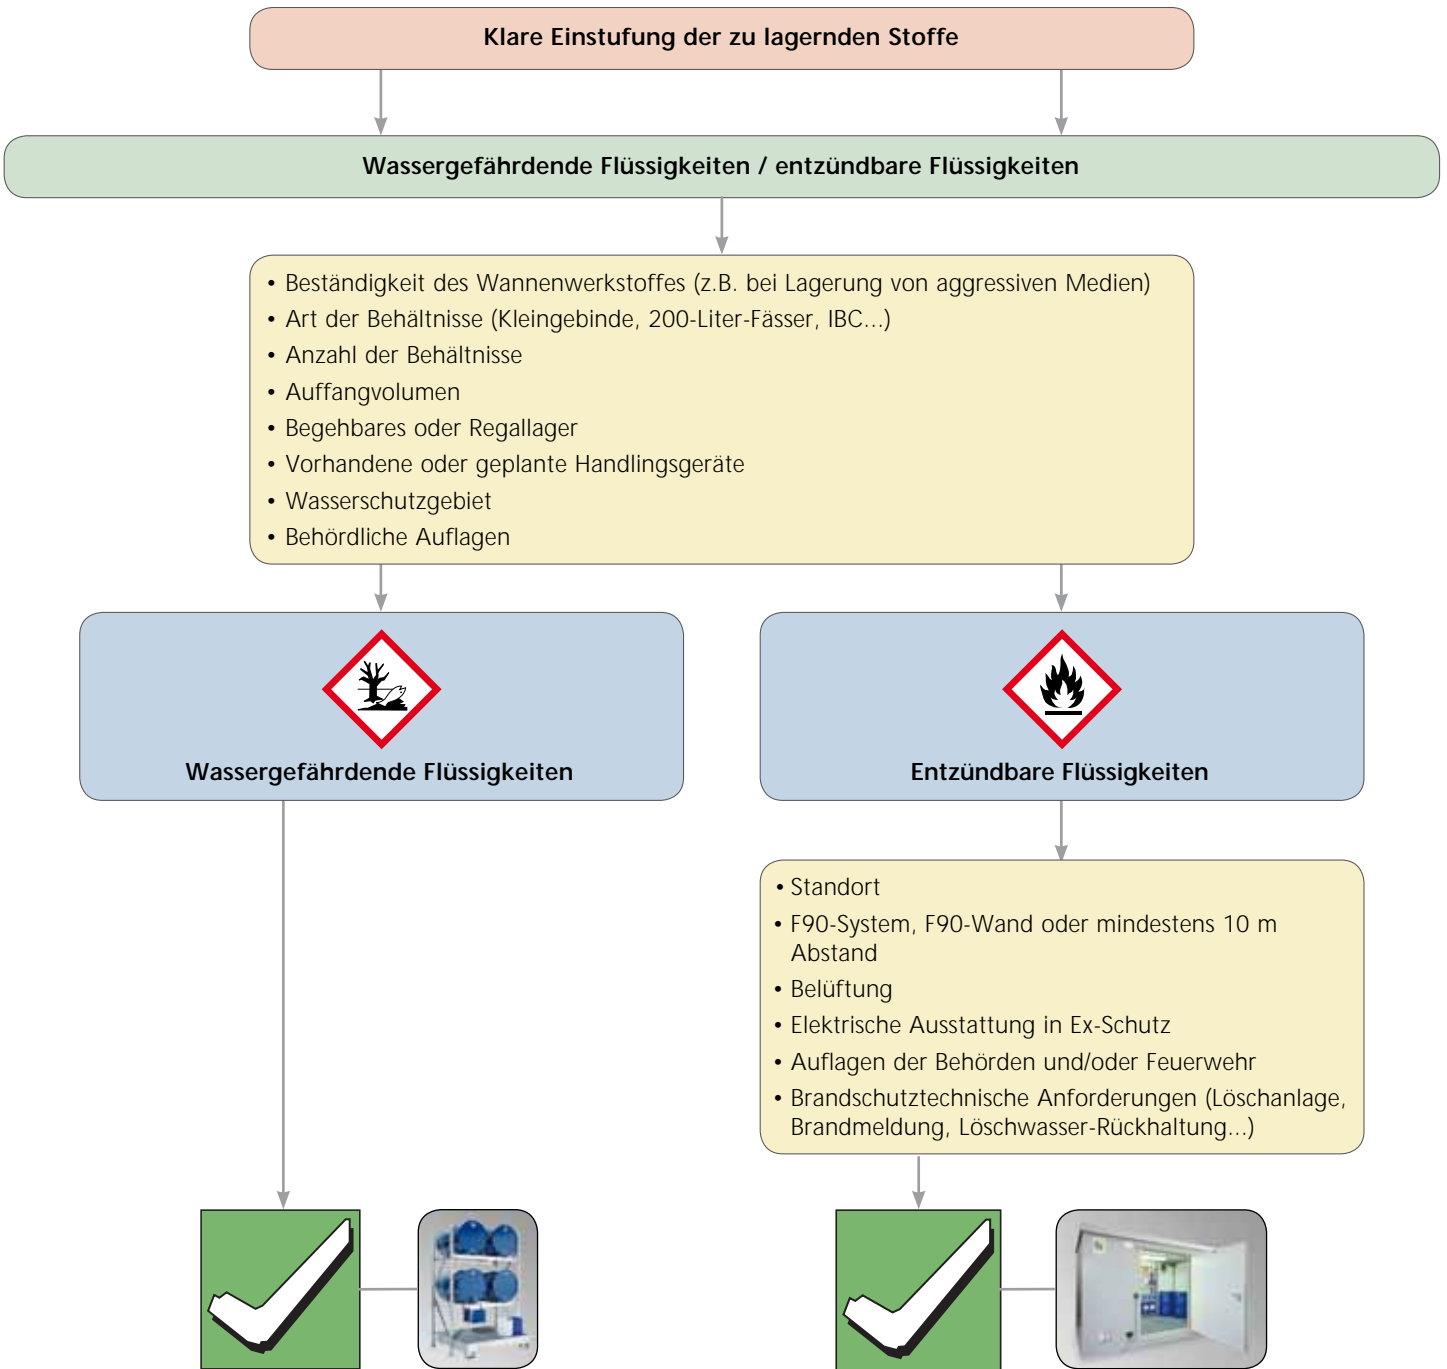 Klare Einstufung der zu lagernden Stoffe
Wassergefährdende Flüssigkeiten / entzündbare Flüssigkeiten
• Beständigkeit des Wannenwerkstoffes (z.B. bei Lagerung von aggressiven Medien)
• Art der Behältnisse (Kleingebinde, 200-Liter-Fässer, IBC...)
• Anzahl der Behältnisse
• Auffangvolumen
• Begehbares oder Regallager
• Vorhandene oder geplante Handlingsgeräte
• Wasserschutzgebiet
• Behördliche Auflagen
Wassergefährdende Flüssigkeiten
Entzündbare Flüssigkeiten
• Standort
• F90-System, F90-Wand oder mindestens 10 m
Abstand
• Belüftung
• Elektrische Ausstattung in Ex-Schutz
• Auflagen der Behörden und/oder Feuerwehr
• Brandschutztechnische Anforderungen (Löschanlage,
Brandmeldung, Löschwasser-Rückhaltung...)